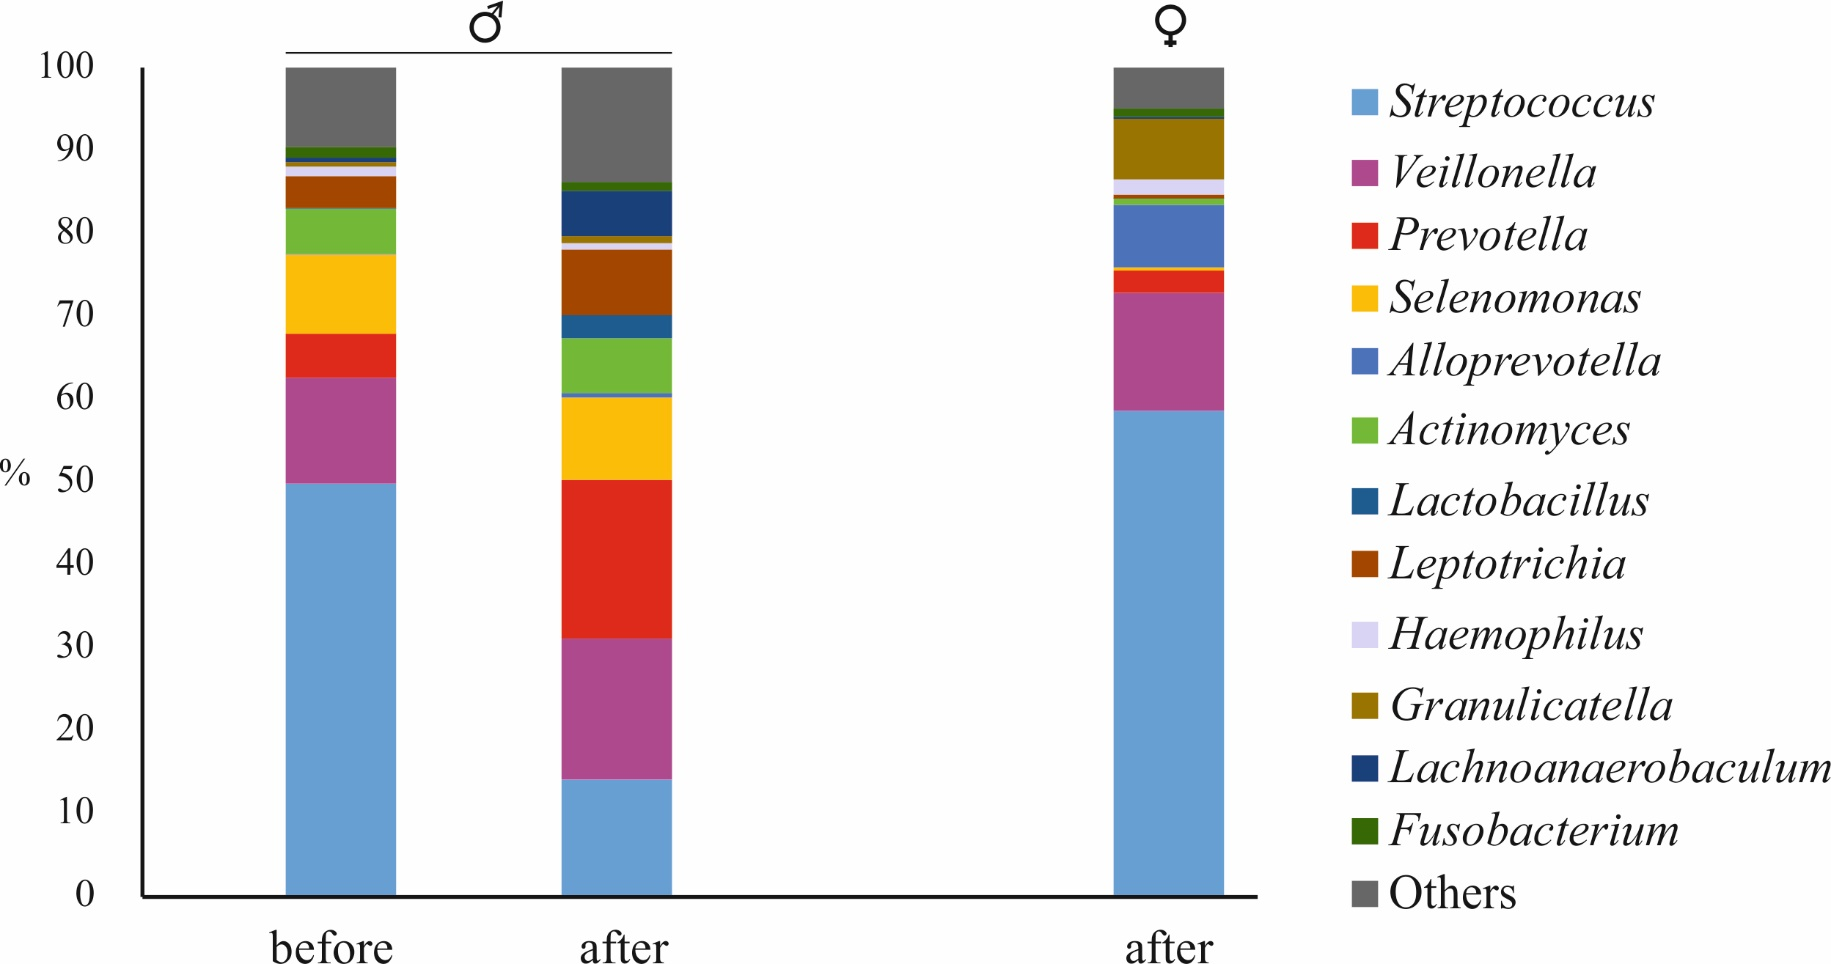 ♂
♀
100
90
80
70
60
50
40
30
20
10
0
%
before
after
after
Streptococcus
Veillonella
Prevotella
Selenomonas
Alloprevotella
Actinomyces
Lactobacillus
Leptotrichia
Haemophilus
Granulicatella
Lachnoanaerobaculum
Fusobacterium
Others